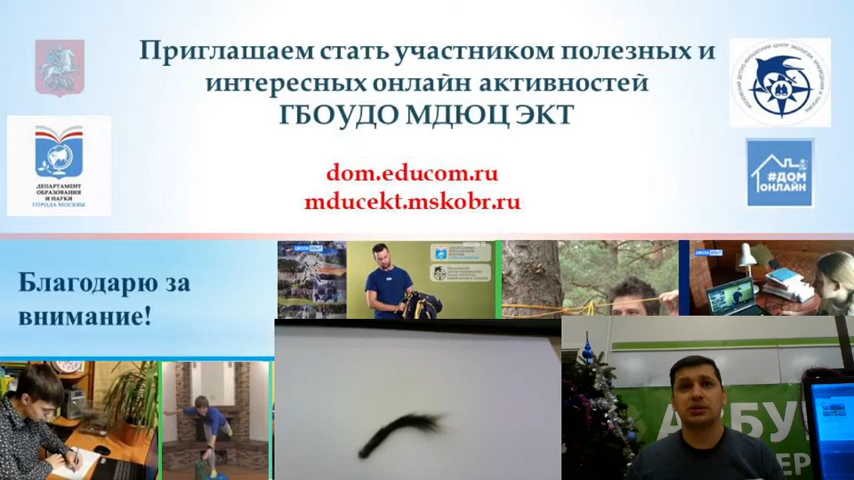 Приглашаем стать участником полезных и
интересных онлайн активностей
ГБОУДО МДЮЦ ЭКТ
dom.educom.ru
mducekt.mskobr.ru
ДЕПАРТАМЕНТ
ОБРАЗОВАНИЯ
И НАУКИ
ГОРОДА МОСКВЫ
#ДОМ
ОНЛАЙН
Благодарю за
внимание!
АРБУ